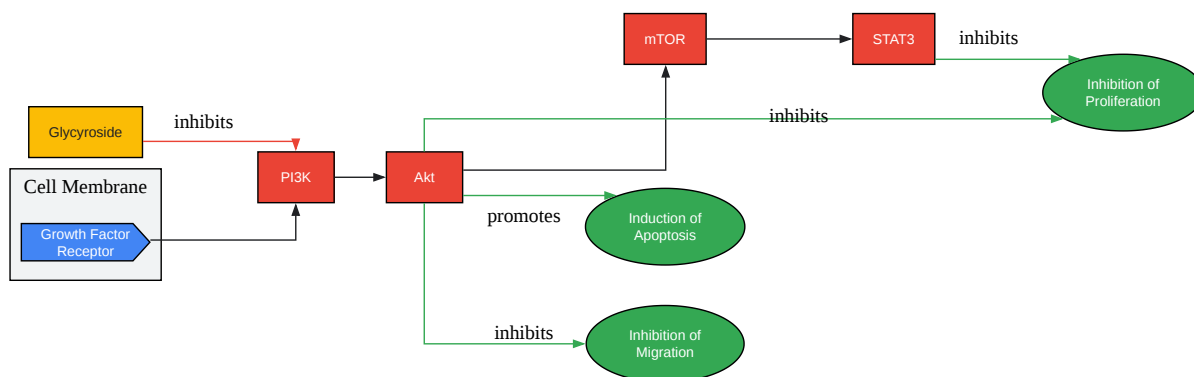 mTOR
STAT3
inhibits
Inhibition of
Proliferation
Glycyroside
inhibits
inhibits
PI3K
Akt
Cell Membrane
Growth Factor
Receptor
promotes
Induction of
Apoptosis
inhibits
Inhibition of
Migration